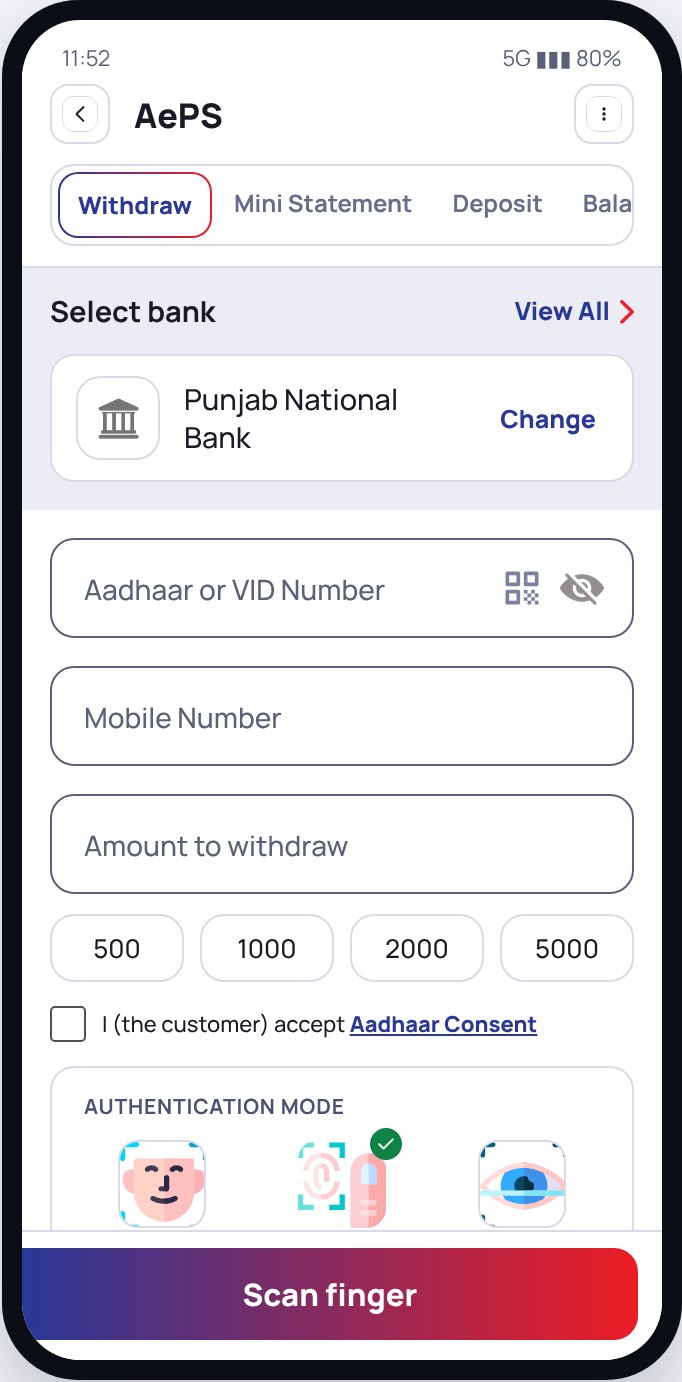 11:52 5G 80%
AePS
Withdraw Mini Statement Deposit Bala
Select bank View All
Punjab National
Bank
Change
Aadhaar or VID Number
Mobile Number
Amount to withdraw
500 1000 2000 5000
I (the customer) accept Aadhaar Consent
AUTHENTICATION MODE
Scan finger